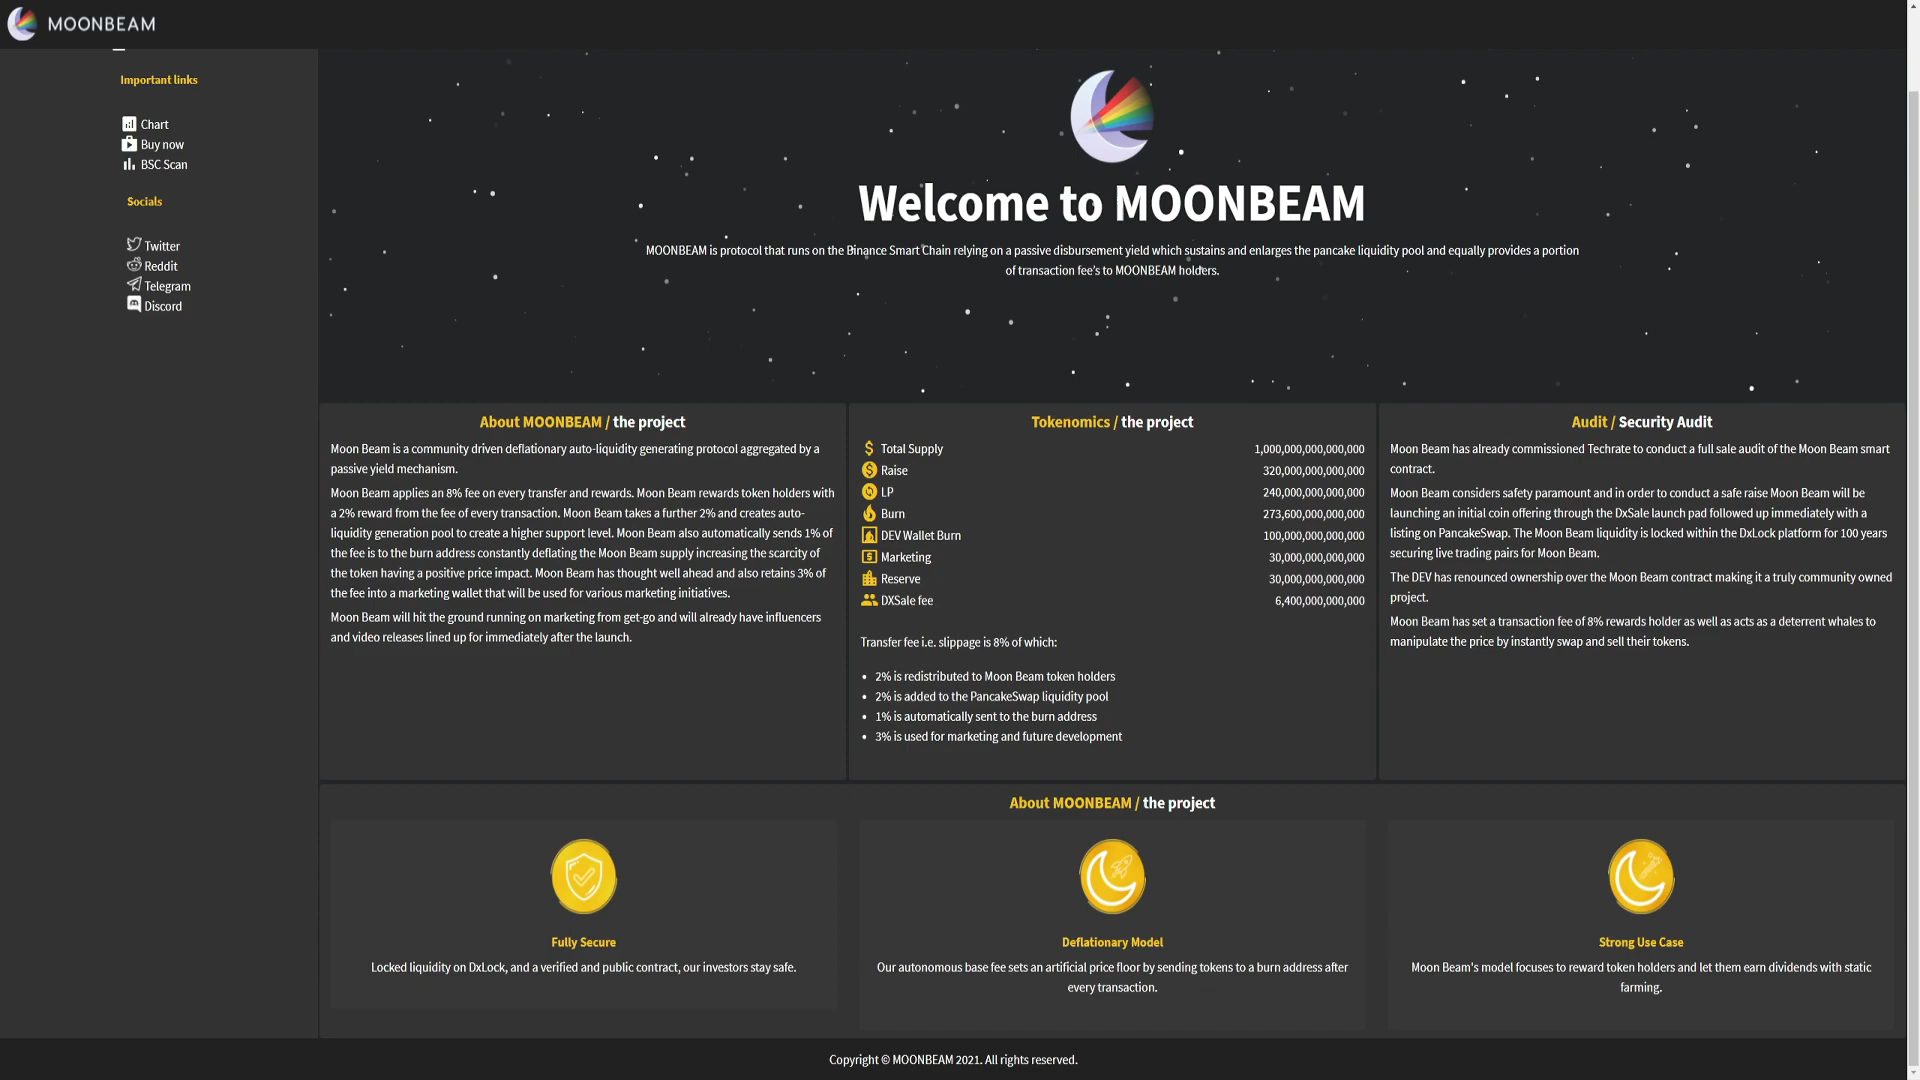 MOONBEAM
Important links
Chart
Buy now
BSC Scan
Socials
Twitter
Reddit
Telegram
Discord
Welcome to MOONBEAM
MOONBEAM is protocol that runs on the Binance Smart Chain relying on a passive disbursement yield which sustains and enlarges the pancake liquidity pool and equally provides a portion
of transaction fee's to MOONBEAM holders.
About MOONBEAM / the project
Moon Beam is a community driven deflationary auto-liquidity generating protocol aggregated by a
passive yield mechanism.
Moon Beam applies an 8% fee on every transfer and rewards. Moon Beam rewards token holders with
a 2% reward from the fee of every transaction. Moon Beam takes a further 2% and creates auto-
liquidity generation pool to create a higher support level. Moon Beam also automatically sends 1% of
the fee is to the burn address constantly deflating the Moon Beam supply increasing the scarcity of
the token having a positive price impact. Moon Beam has thought well ahead and also retains 3% of
the fee into a marketing wallet that will be used for various marketing initiatives.
Moon Beam will hit the ground running on marketing from get-go and will already have influencers
and video releases lined up for immediately after the launch.
Tokenomics / the project
Total Supply 1,000,000,000,000,000
Raise 320,000,000,000,000
LP 240,000,000,000,000
Burn 273,600,000,000,000
DEV Wallet Burn 100,000,000,000,000
Marketing 30,000,000,000,000
Reserve 30,000,000,000,000
DXSale fee 6,400,000,000,000
Transfer fee i.e. slippage is 8% of which:
• 2% is redistributed to Moon Beam token holders
• 2% is added to the PancakeSwap liquidity pool
• 1% is automatically sent to the burn address
• 3% is used for marketing and future development
Audit / Security Audit
Moon Beam has already commissioned Techrate to conduct a full sale audit of the Moon Beam smart
contract.
Moon Beam considers safety paramount and in order to conduct a safe raise Moon Beam will be
launching an initial coin offering through the DxSale launch pad followed up immediately with a
listing on PancakeSwap. The Moon Beam liquidity is locked within the DxLock platform for 100 years
securing live trading pairs for Moon Beam.
The DEV has renounced ownership over the Moon Beam contract making it a truly community owned
project.
Moon Beam has set a transaction fee of 8% rewards holder as well as acts as a deterrent whales to
manipulate the price by instantly swap and sell their tokens.
About MOONBEAM / the project
Fully Secure
Locked liquidity on DxLock, and a verified and public contract, our investors stay safe.
Deflationary Model
Our autonomous base fee sets an artificial price floor by sending tokens to a burn address after
every transaction.
Strong Use Case
Moon Beam's model focuses to reward token holders and let them earn dividends with static
farming.
Copyright © MOONBEAM 2021. All rights reserved.